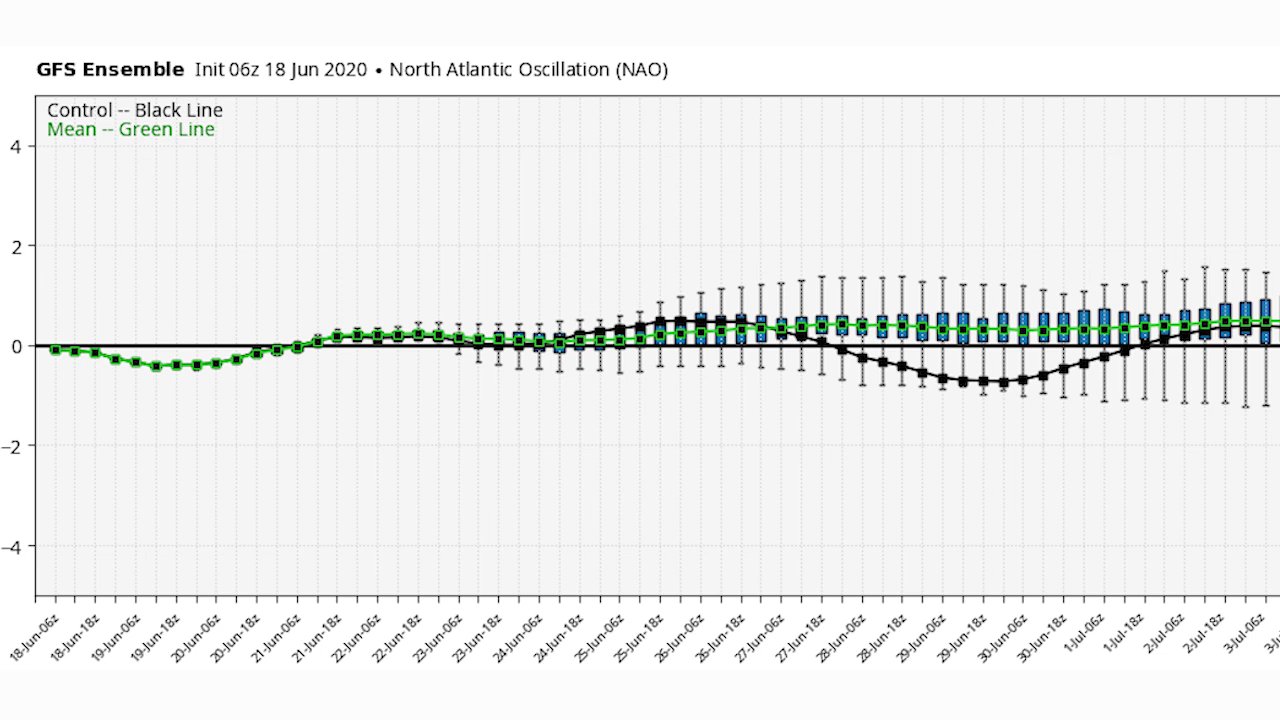 GFS Ensemble Init 06z 18 Jun 2020 • North Atlantic Oscillation (NAO)
Control -- Black Line
Mean -- Green Line
4
2
0
−2
−4
18-Jun-06z
18-Jun-18z
19-Jun-06z
19-Jun-18z
20-Jun-06z
20-Jun-18z
21-Jun-06z
21-Jun-18z
22-Jun-06z
22-Jun-18z
23-Jun-06z
23-Jun-18z
24-Jun-06z
24-Jun-18z
25-Jun-06z
25-Jun-18z
26-Jun-06z
26-Jun-18z
27-Jun-06z
27-Jun-18z
28-Jun-06z
28-Jun-18z
29-Jun-06z
29-Jun-18z
30-Jun-06z
30-Jun-18z
1-Jul-06z
1-Jul-18z
2-Jul-06z
2-Jul-18z
3-Jul-06z